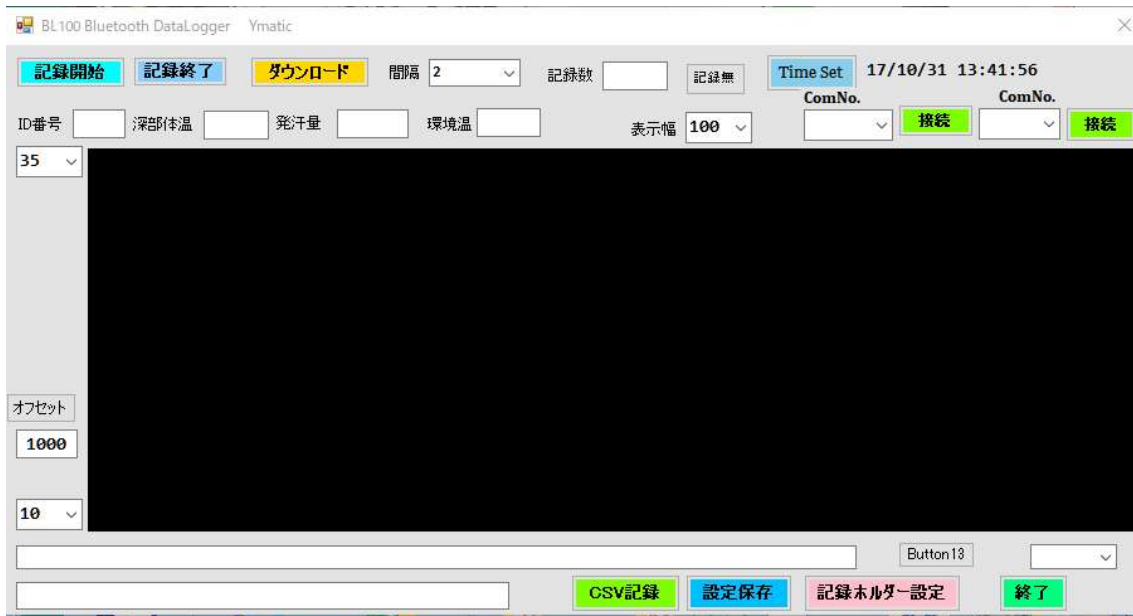 BL100 Bluetooth DataLogger Ymatic
記録開始 記録終了 ダウンロード 間隔 2 記録数 記録無 Time Set 17/10/31 13:41:56
ComNo. ComNo.
ID番号 深部体温 発汗量 環境温 表示幅 100 接続 接続
35
オフセット
1000
10
Button13
CSV記録 設定保存 記録ホルダー設定 終了